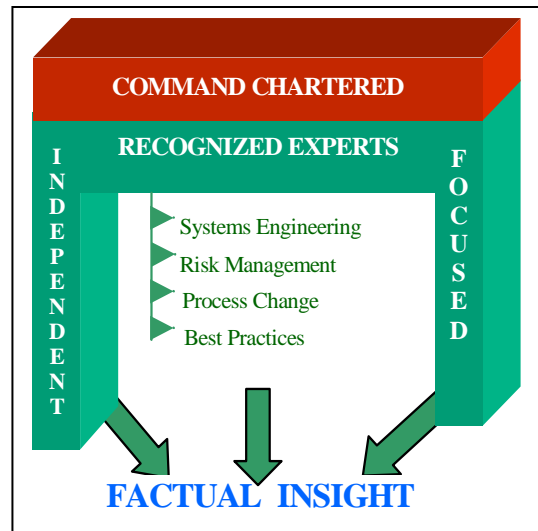 COMMAND CHARTERED
RECOGNIZED EXPERTS
INDEPENDENT
FOCUSED
Systems Engineering
Risk Management
Process Change
Best Practices
FACTUAL INSIGHT